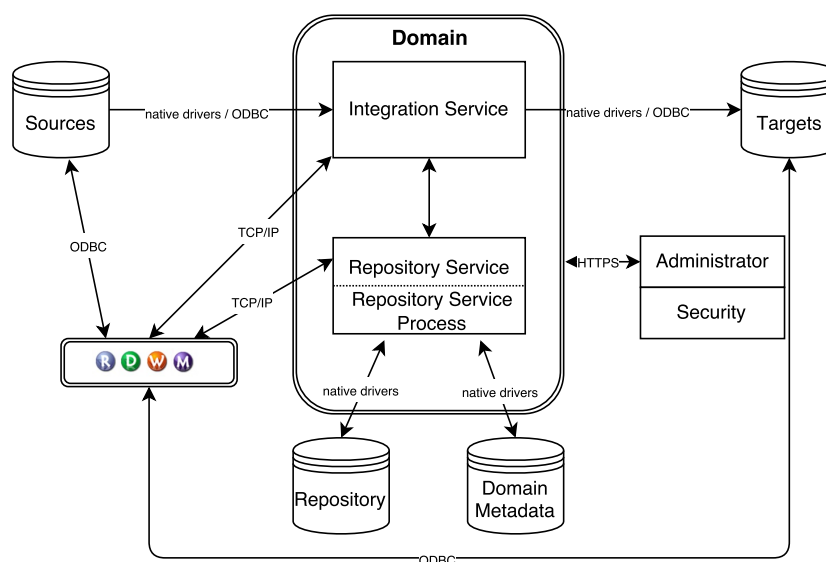 Domain
Sources
native drivers / ODBC
Integration Service
native drivers / ODBC
Targets
TCP/IP
ODBC
Repository Service
Repository Service
Process
HTTPS
Administrator
Security
TCP/IP
R D W M
native drivers
native drivers
Repository
Domain
Metadata
ODBC